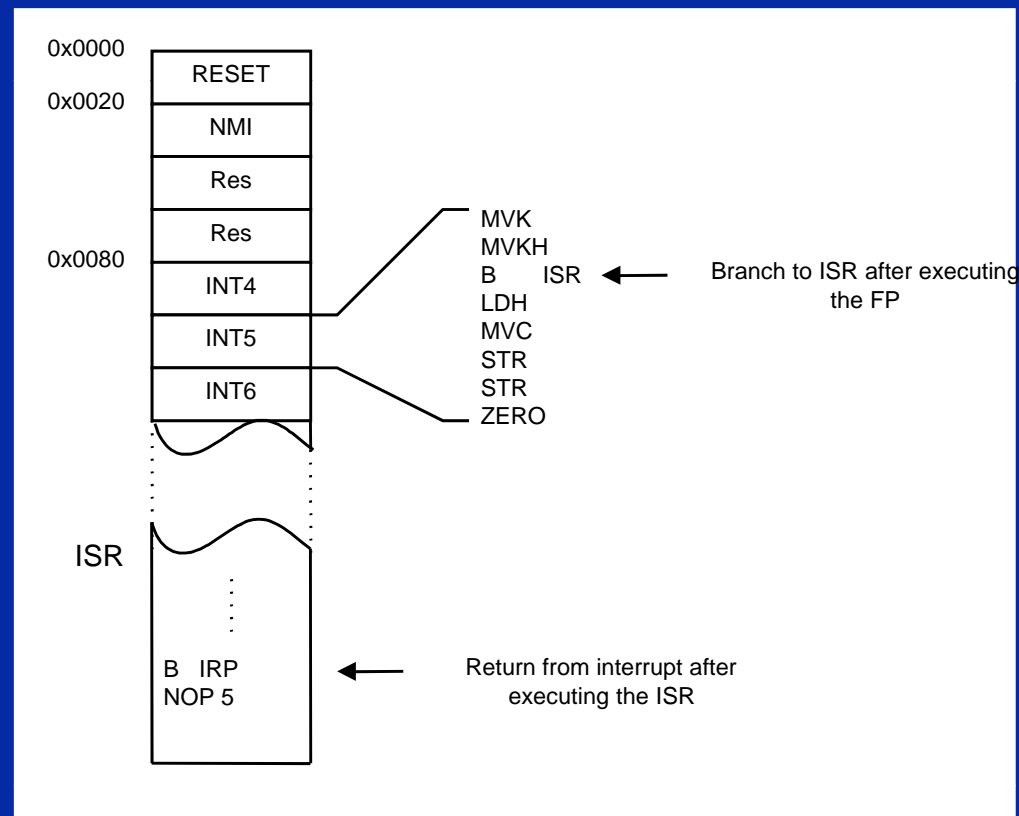 0x0000
RESET
0x0020
NMI
Res
Res
0x0080
INT4
INT5
INT6
MVK
MVKH
B ISR
LDH
MVC
STR
STR
ZERO
Branch to ISR after executing
the FP
ISR
B IRP
NOP 5
Return from interrupt after
executing the ISR